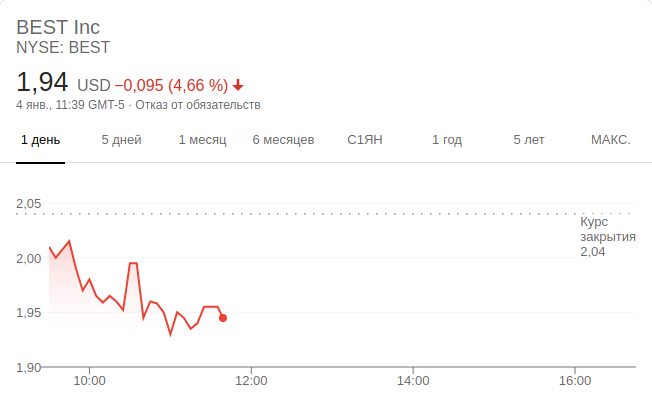 BEST Inc
NYSE: BEST
1,94 USD −0,095 (4,66 %)
4 янв., 11:39 GMT-5 · Отказ от обязательств
1 день 5 дней 1 месяц 6 месяцев С1ЯН 1 год 5 лет МАКС.
2,05
Курс
закрытия
2,04
2,00
1,95
1,90
10:00 12:00 14:00 16:00